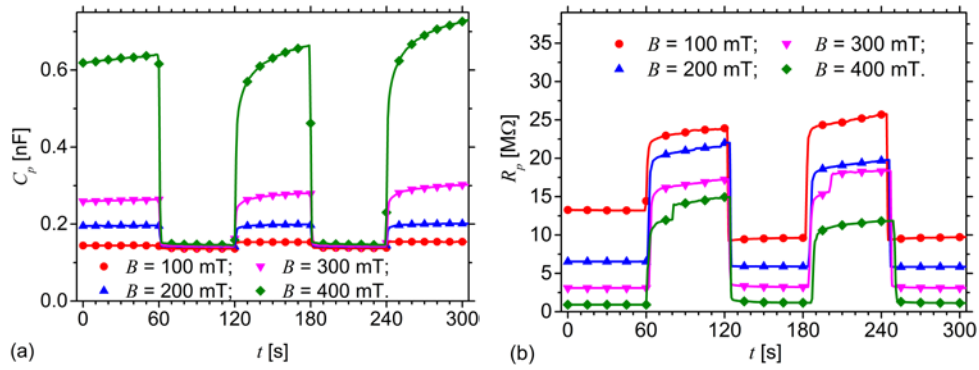 0.6
0.4
0.2
0.0
C_p [nF]
B = 100 mT; B = 300 mT;
B = 200 mT; B = 400 mT.
0 60 120 180 240 300
(a) t [s]
35
30
25
20
15
10
5
0
R_p [MΩ]
B = 100 mT; B = 300 mT;
B = 200 mT; B = 400 mT.
0 60 120 180 240 300
(b) t [s]